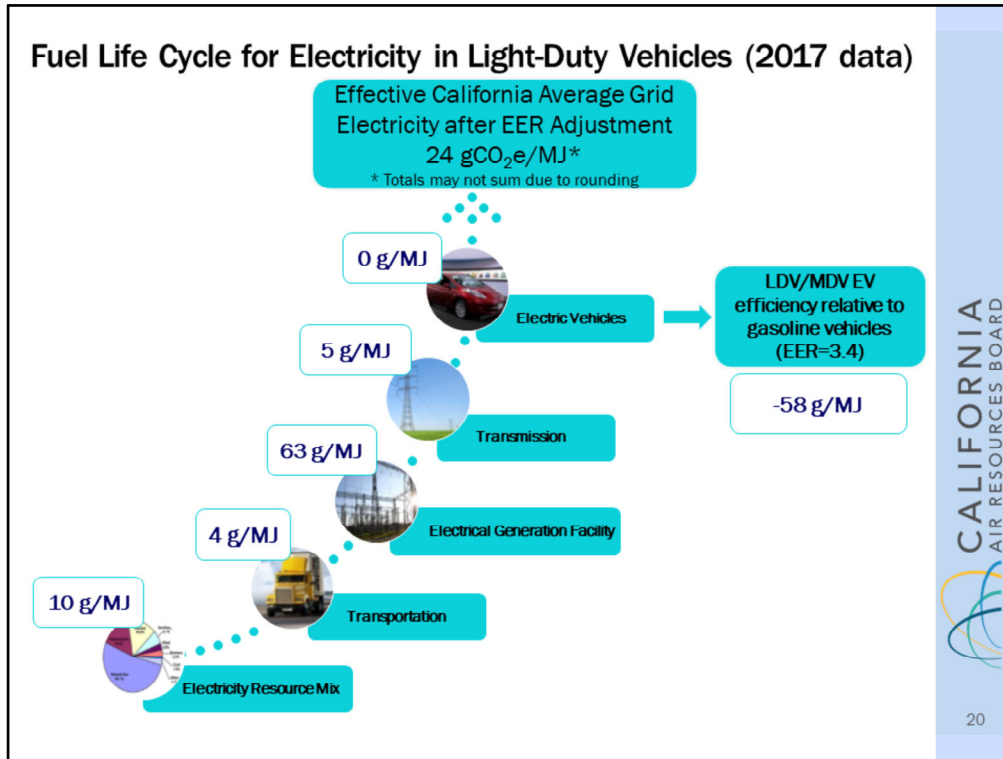 Fuel Life Cycle for Electricity in Light-Duty Vehicles (2017 data)
Effective California Average Grid
Electricity after EER Adjustment
24 gCO₂e/MJ*
* Totals may not sum due to rounding
0 g/MJ
Electric Vehicles
LDV/MDV EV
efficiency relative to
gasoline vehicles
(EER=3.4)
-58 g/MJ
5 g/MJ
Transmission
63 g/MJ
Electrical Generation Facility
4 g/MJ
Transportation
10 g/MJ
Electricity Resource Mix
CALIFORNIA
AIR RESOURCES BOARD
20